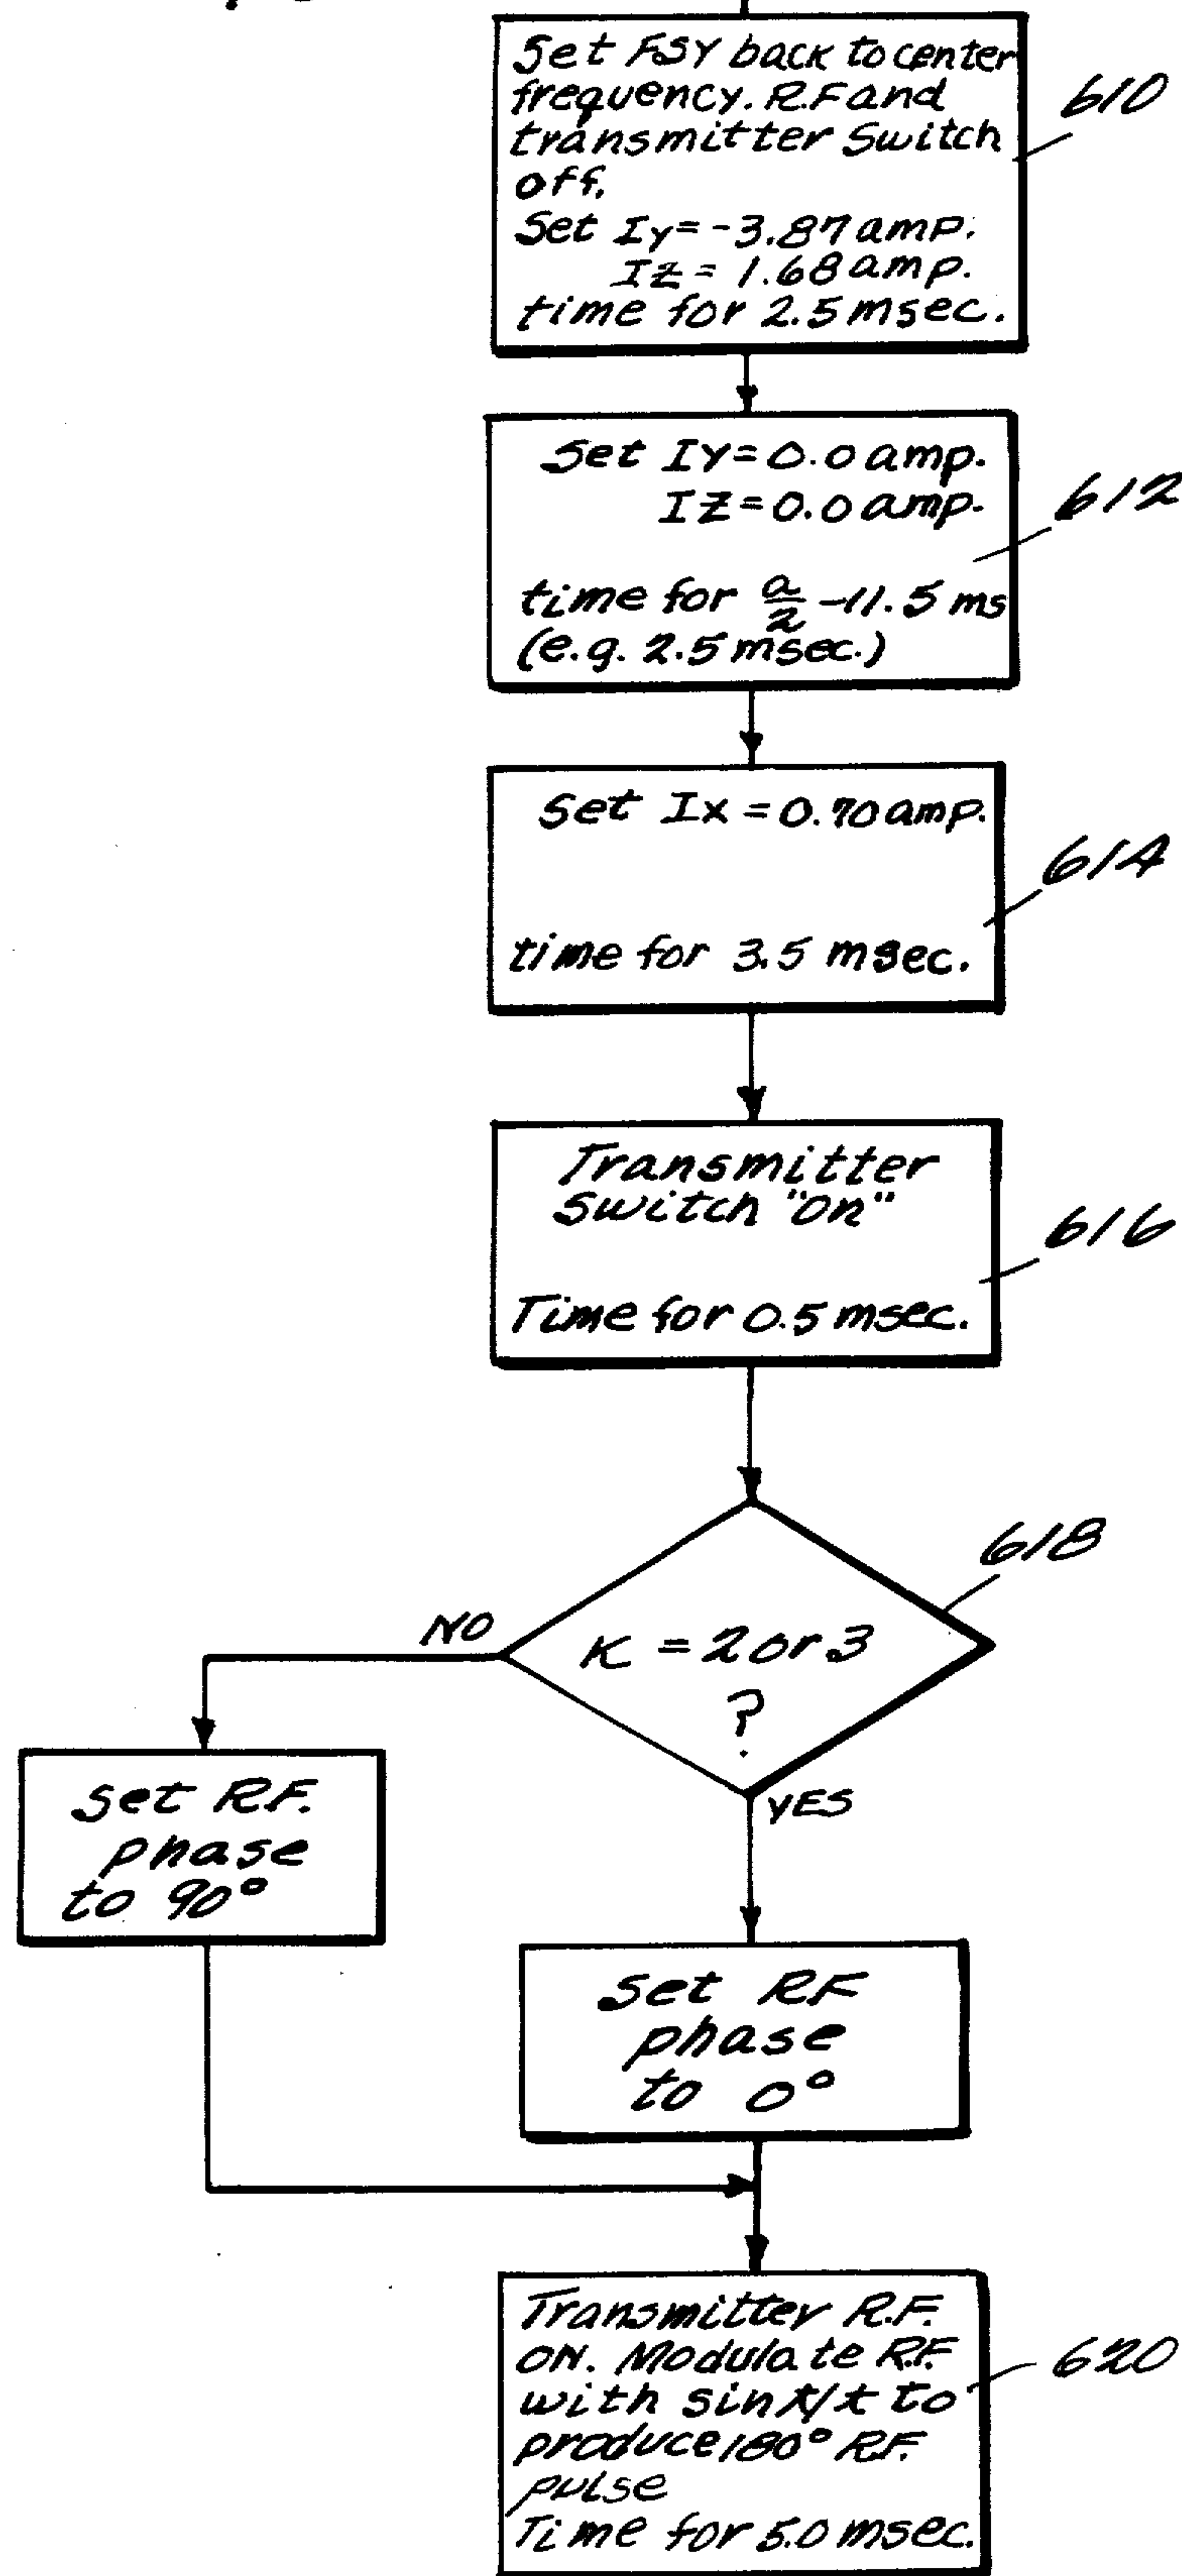 Set FSY back to center
frequency. R.F and
transmitter Switch
off.
Set IY = -3.87 amp.
IZ = 1.68 amp.
time for 2.5 msec.
610
Set IY = 0.0 amp.
IZ = 0.0 amp.
time for a/2 - 11.5 ms
(e.g. 2.5 msec.)
612
Set IX = 0.70 amp.
time for 3.5 msec.
614
Transmitter
Switch "on"
Time for 0.5 msec.
616
618
NO
K = 2 or 3
?
YES
Set R.F.
phase
to 90°
Set RF
phase
to 0°
Transmitter R.F.
ON. Modulate RF
with sin t/t to
produce 180° R.F.
pulse
Time for 5.0 msec.
620